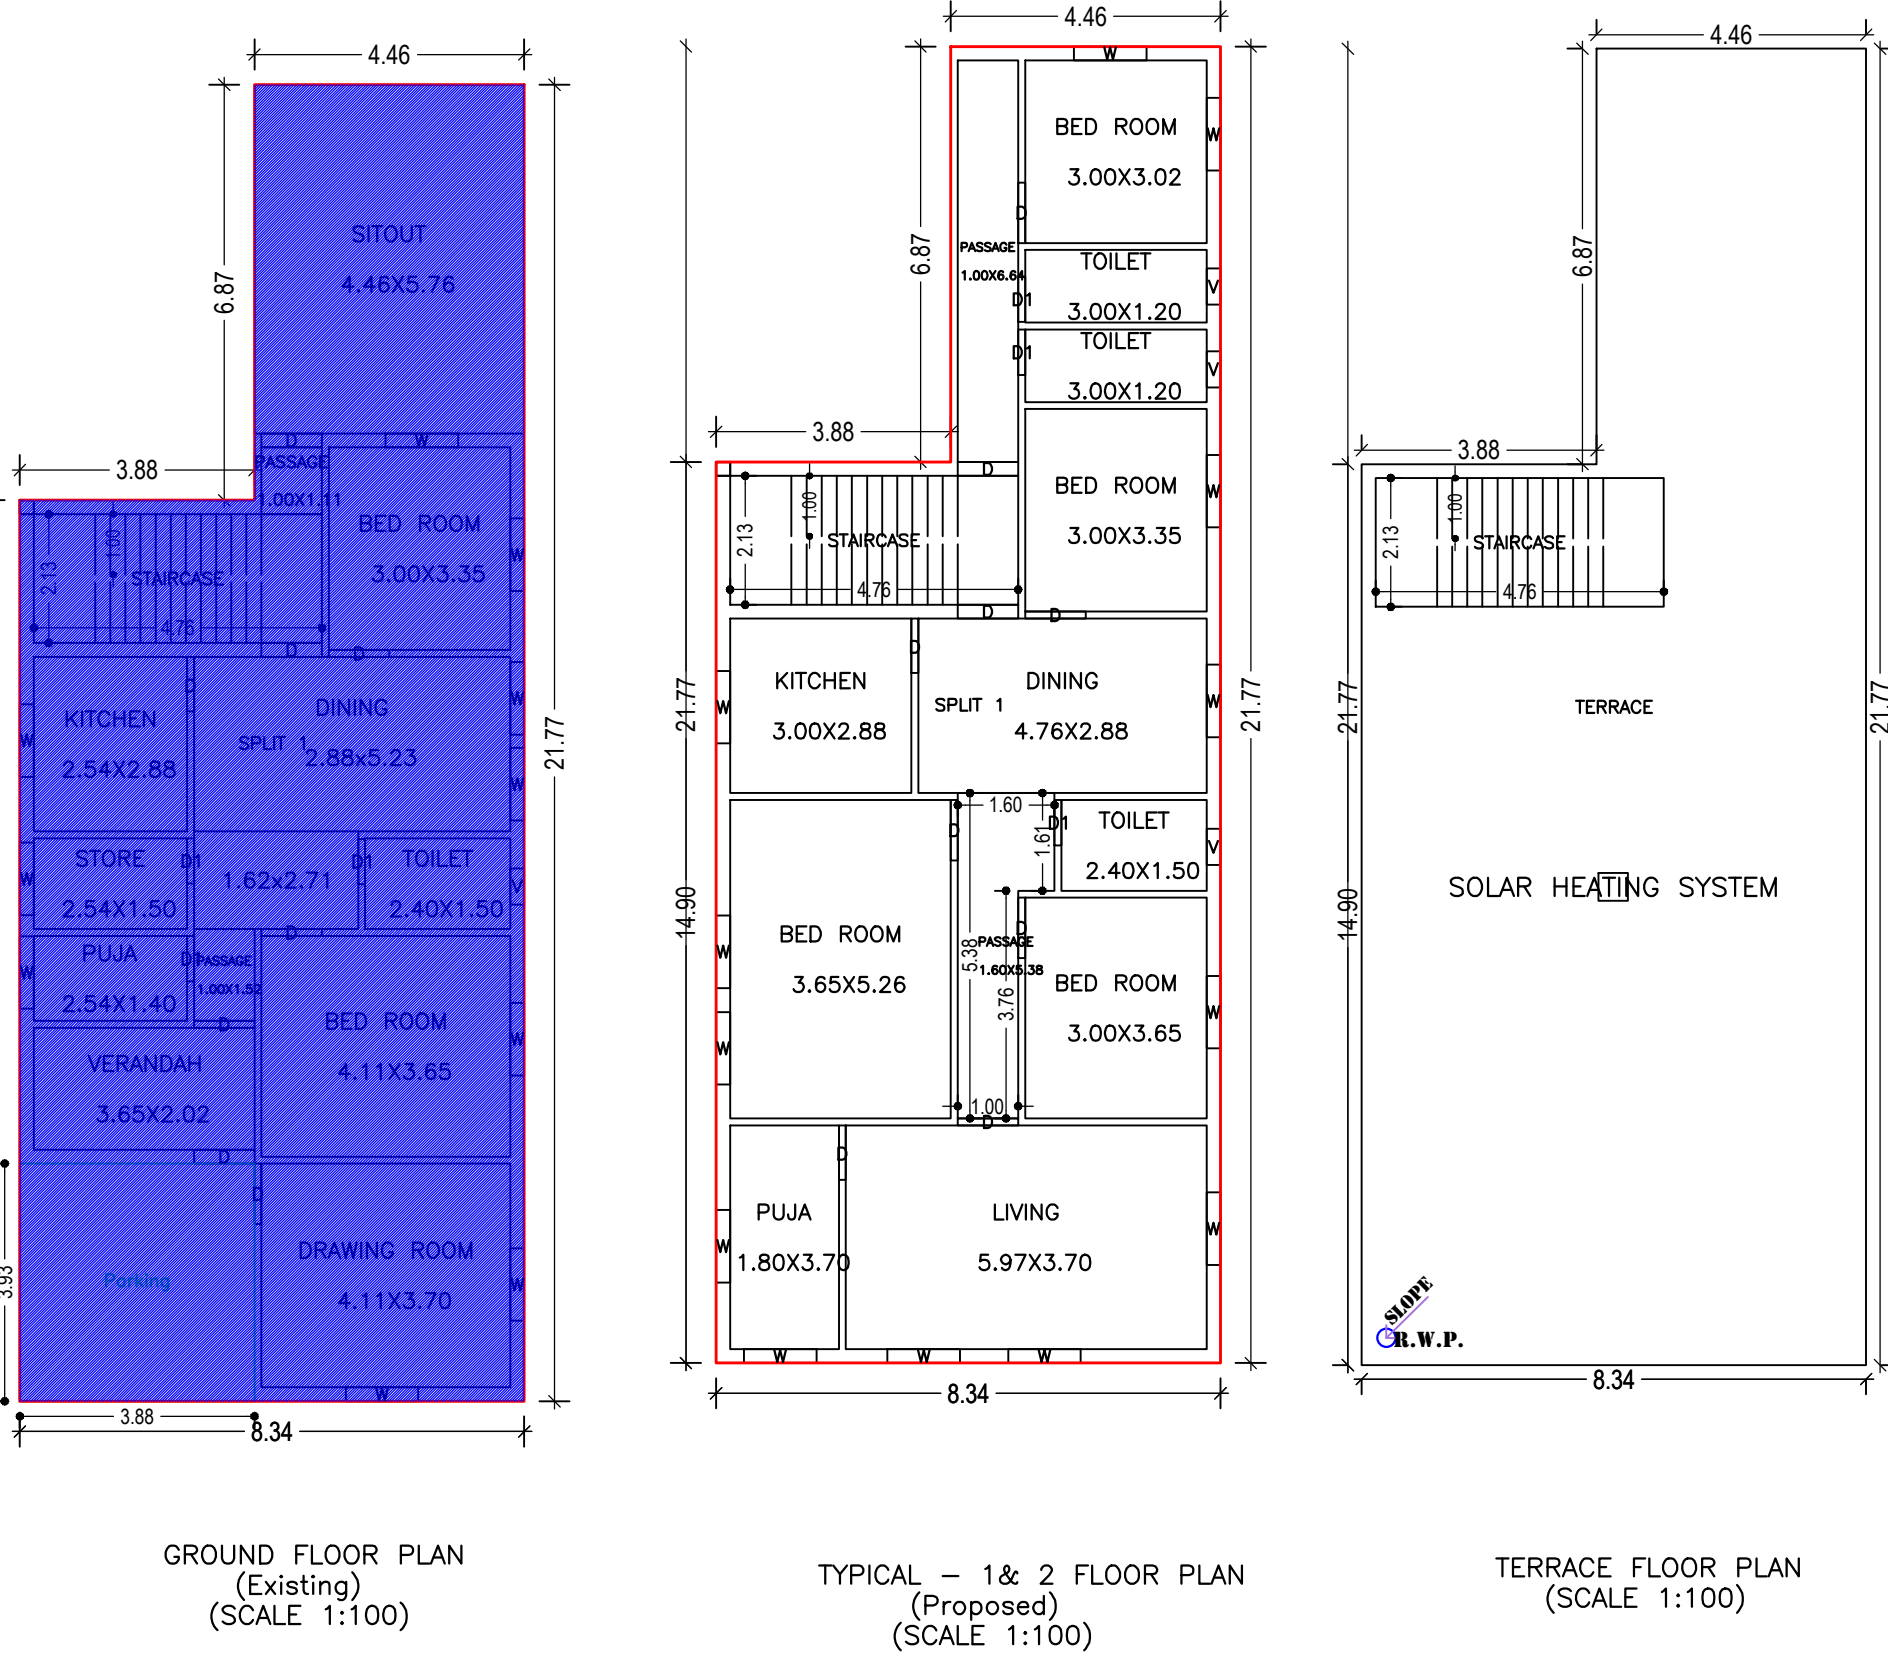 4.46
6.87
SITOUT
4.46X5.76
D
W
PASSAGE
1.00X1.11
3.88
BED ROOM
3.00X3.35
W
1.00
2.13
STAIRCASE
4.76
D
D
21.77
KITCHEN
2.54X2.88
W
D
DINING
SPLIT 1
2.88x5.23
W
W
STORE
2.54X1.50
W
D1
1.62x2.71
D1
TOILET
2.40X1.50
V
D
PUJA
2.54X1.40
W
D
PASSAGE
1.00X1.52
D
BED ROOM
4.11X3.65
W
VERANDAH
3.65X2.02
D
D
DRAWING ROOM
4.11X3.70
W
W
Parking
3.93
3.88
8.34
GROUND FLOOR PLAN
(Existing)
(SCALE 1:100)
4.46
W
6.87
BED ROOM
3.00X3.02
W
D
PASSAGE
1.00X6.64
TOILET
3.00X1.20
D1
V
TOILET
3.00X1.20
D1
V
3.88
D
BED ROOM
3.00X3.35
W
1.00
2.13
STAIRCASE
4.76
D
D
21.77
14.90
21.77
KITCHEN
3.00X2.88
W
D
DINING
SPLIT 1
4.76X2.88
W
1.60
1.61
D
D1
TOILET
2.40X1.50
V
BED ROOM
3.65X5.26
W
W
5.38
PASSAGE
1.60X5.38
3.76
1.00
D
D
BED ROOM
3.00X3.65
W
PUJA
1.80X3.70
W
D
LIVING
5.97X3.70
W
W
W
W
8.34
TYPICAL – 1& 2 FLOOR PLAN
(Proposed)
(SCALE 1:100)
4.46
6.87
3.88
1.00
2.13
STAIRCASE
4.76
21.77
14.90
21.77
TERRACE
SOLAR HEATING SYSTEM
SLOPE
R.W.P.
8.34
TERRACE FLOOR PLAN
(SCALE 1:100)